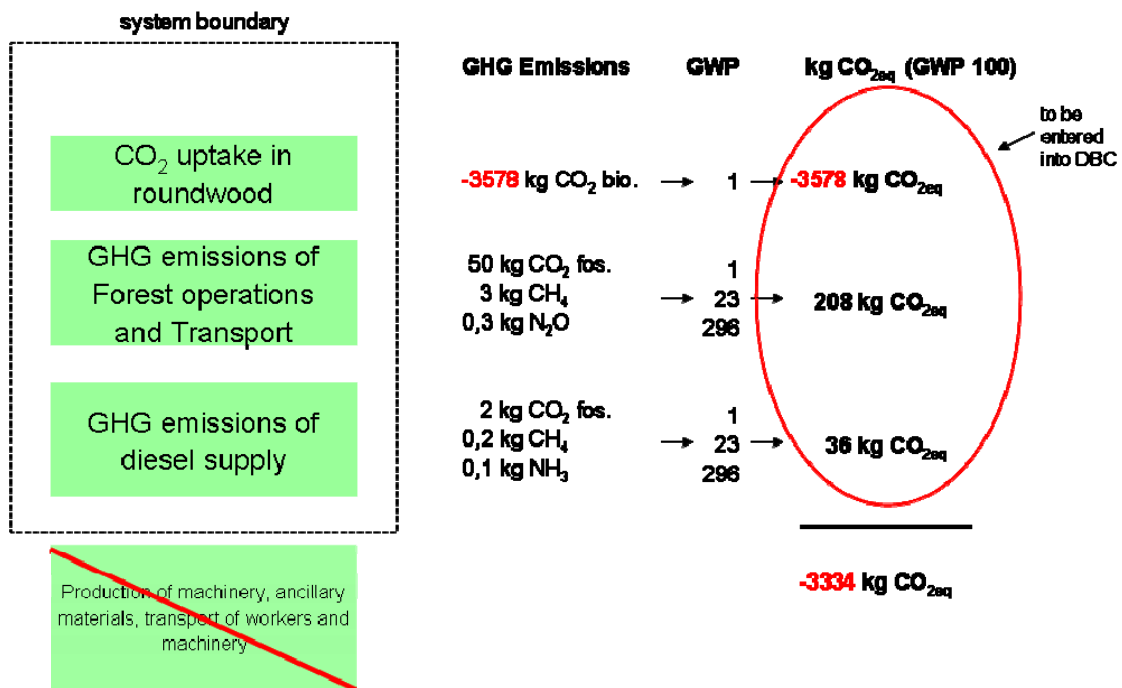 system boundary
GHG Emissions GWP kg CO2eq (GWP 100)
to be
entered
into DBC
CO2 uptake in
roundwood
-3578 kg CO2 bio. 1 -3578 kg CO2eq
GHG emissions of
Forest operations
and Transport
50 kg CO2 fos. 1
3 kg CH4 23 208 kg CO2eq
0,3 kg N2O 296
GHG emissions of
diesel supply
2 kg CO2 fos. 1
0,2 kg CH4 23 36 kg CO2eq
0,1 kg NH3 296
-3334 kg CO2eq
Production of machinery, ancillary
materials, transport of workers and
machinery